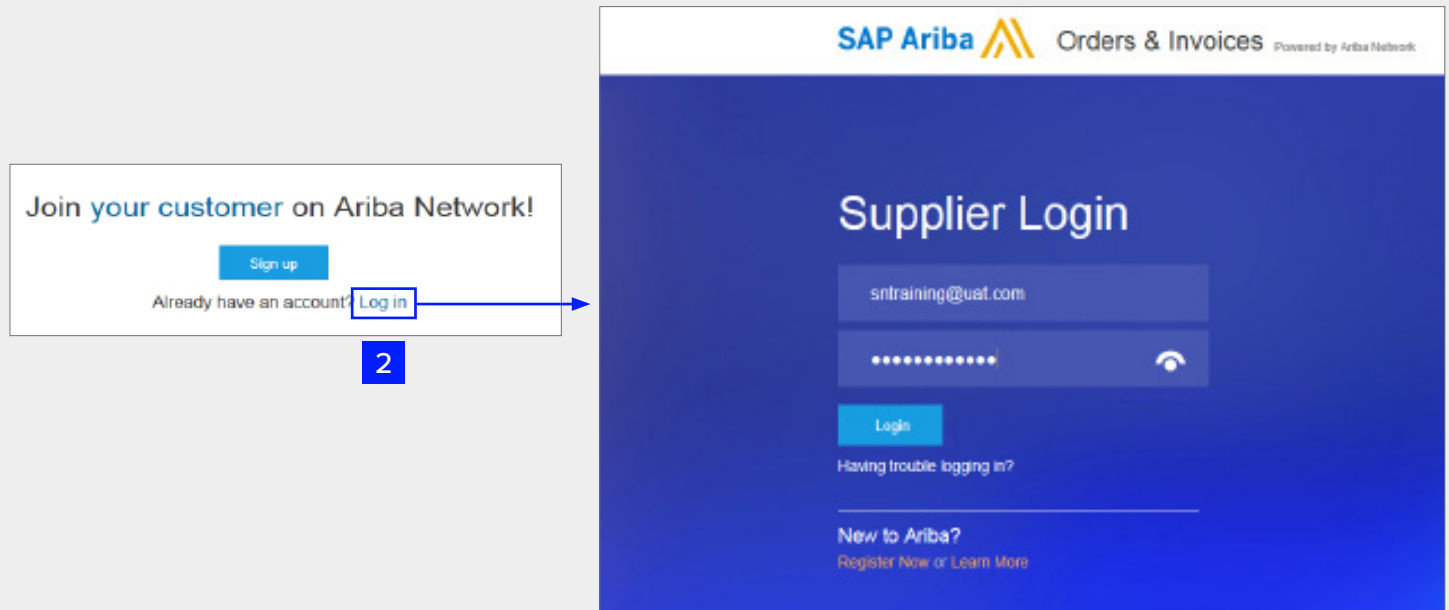 Join your customer on Ariba Network!
Sign up
Already have an account? Log in
2
SAP Ariba Orders & Invoices Powered by Ariba Network
Supplier Login
sntraining@uat.com
••••••••••••
Login
Having trouble logging in?
New to Ariba?
Register Now or Learn More